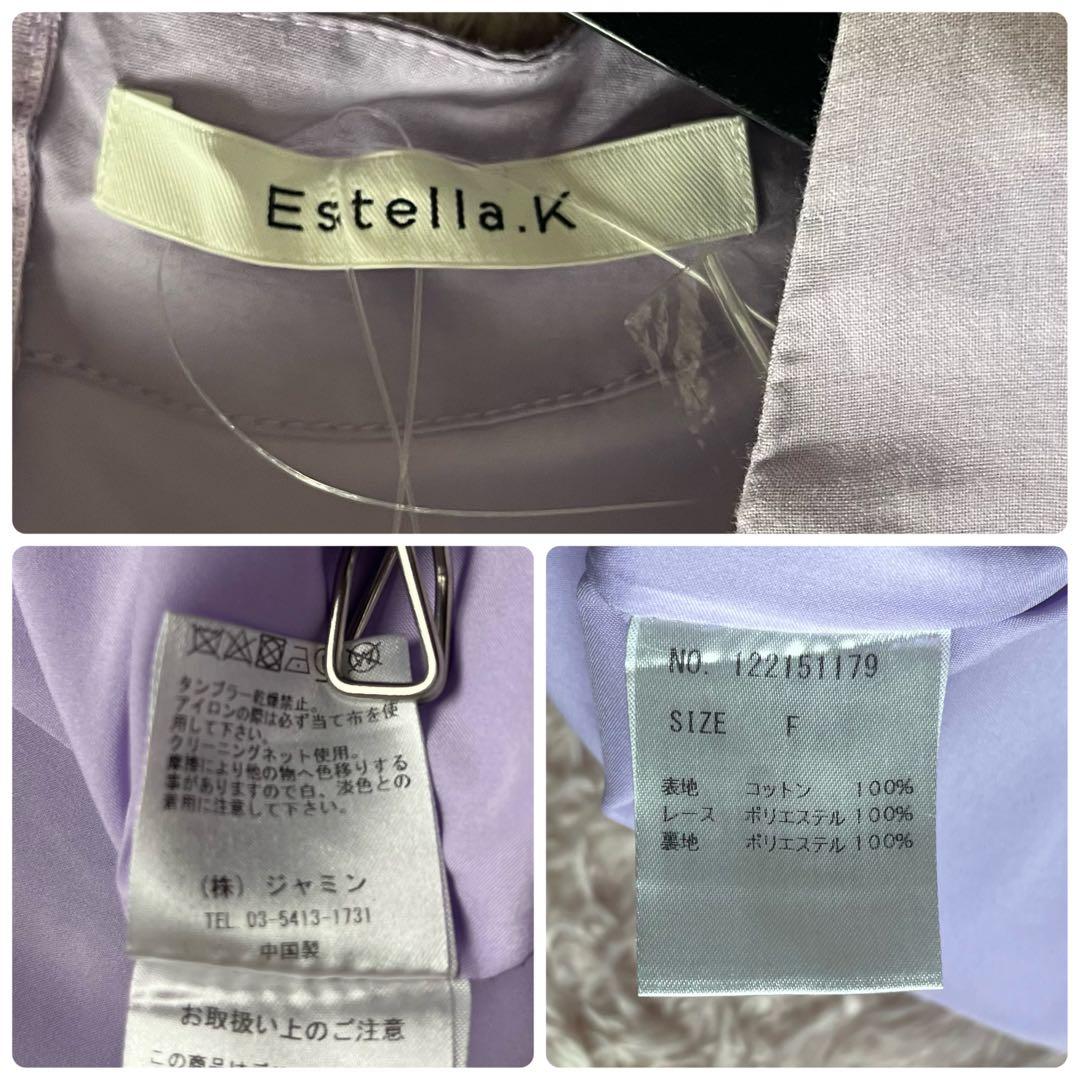 Estella.K
タンブラー乾燥禁止。
アイロンの際は必ず当て布を使
用して下さい。
クリーニングネット使用。
摩擦により他の物へ色移りする
事がありますので白、淡色との
着用に注意して下さい。
(株) ジャミン
TEL 03-5413-1731
中国製
お取扱い上のご注意
この商品は
NO. 122151179
SIZE F
表地 コットン 100%
レース ポリエステル 100%
裏地 ポリエステル 100%